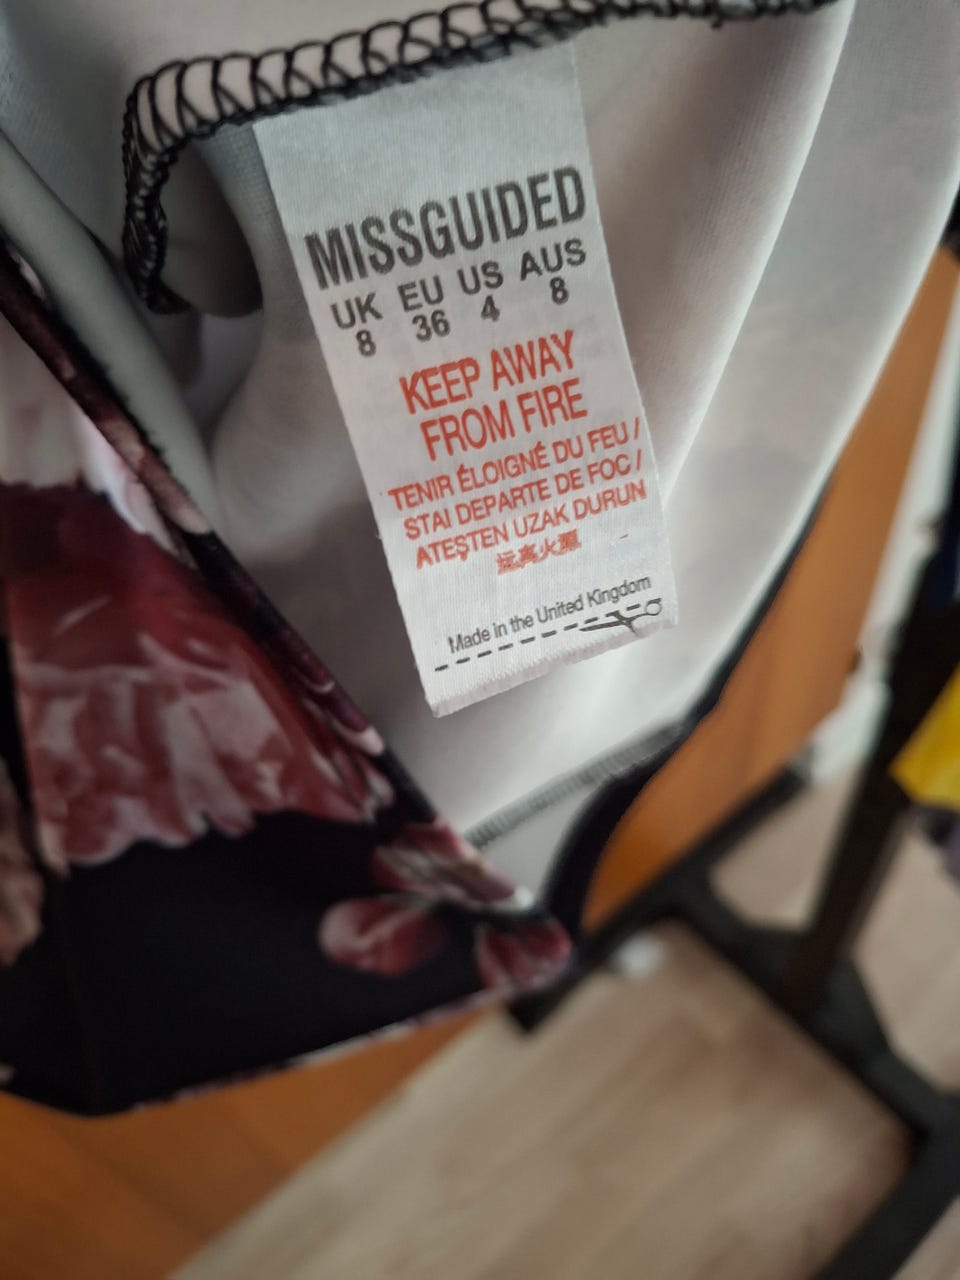 MISSGUIDED
UK EU US AUS
8 36 4 8
KEEP AWAY
FROM FIRE
TENIR ÉLOIGNÉ DU FEU /
STAI DEPARTE DE FOC /
ATEŞTEN UZAK DURUN
Made in the United Kingdom